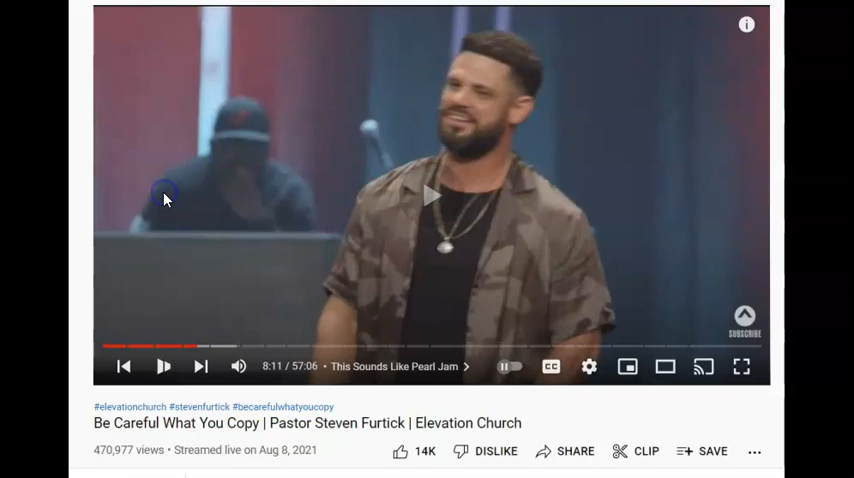 SUBSCRIBE
8:11 / 57:06 • This Sounds Like Pearl Jam >
CC
#elevationchurch #stevenfurtick #becarefulwhatyoucopy
Be Careful What You Copy | Pastor Steven Furtick | Elevation Church
470,977 views • Streamed live on Aug 8, 2021 14K DISLIKE SHARE CLIP SAVE ...